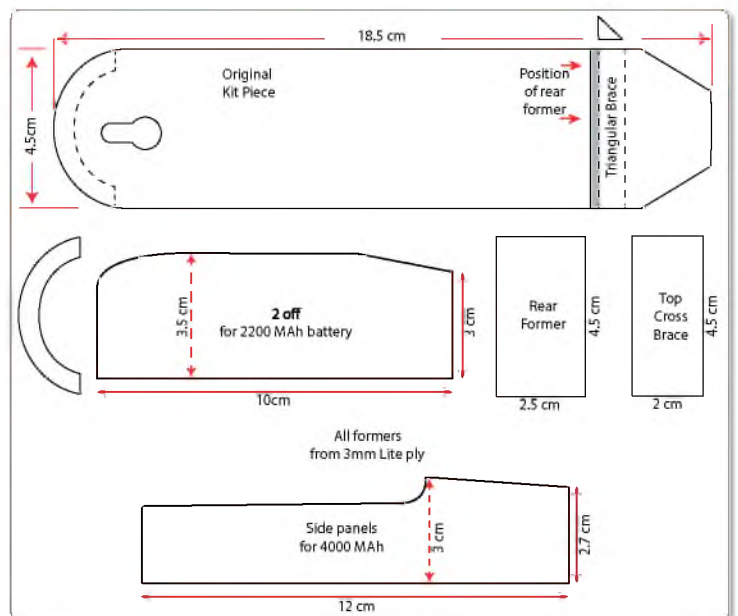 18.5 cm
Original
Kit Piece
Position
of rear
former
Triangular Brace
4.5cm
3.5 cm
2 off
for 2200 MAh battery
3 cm
10cm
Rear
Former
4.5 cm
2.5 cm
Top
Cross
Brace
4.5 cm
2 cm
All formers
from 3mm Lite ply
Side panels
for 4000 MAh
3 cm
2.7 cm
12 cm